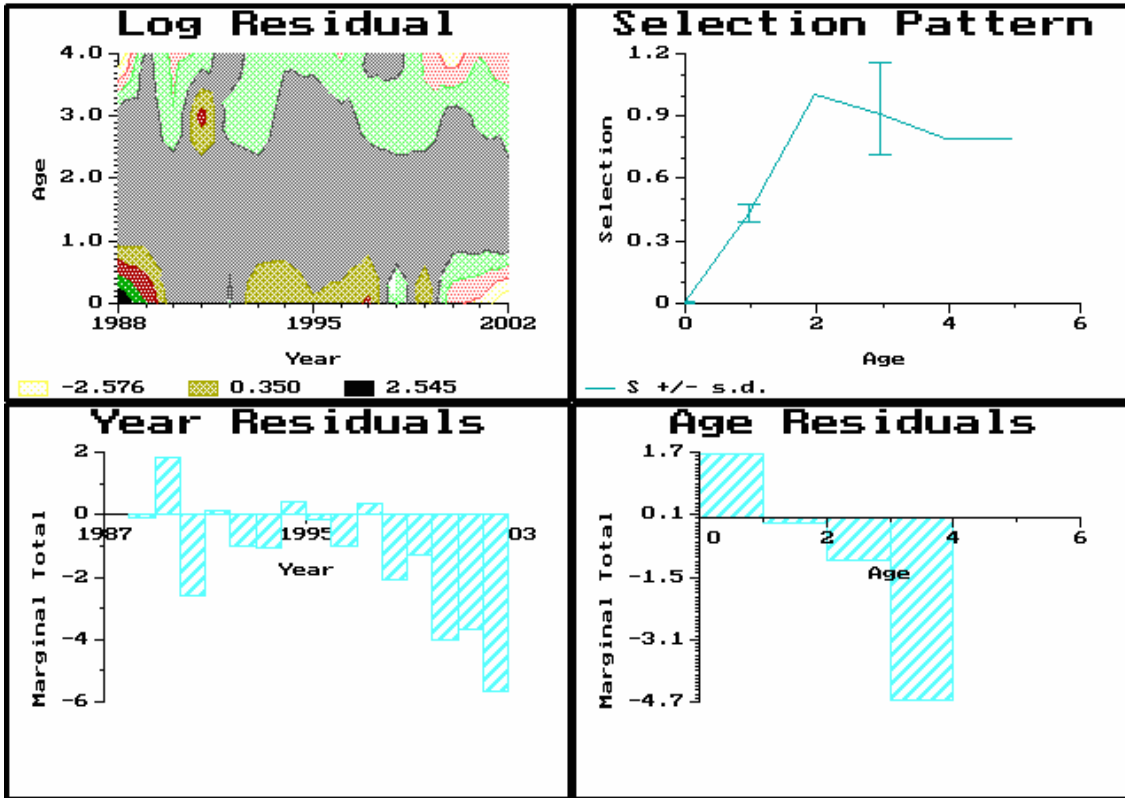 Log Residual
4.0
3.0
Age
2.0
1.0
0
1988 1995 2002
Year
-2.576 0.350 2.545
Selection Pattern
1.2
0.9
Selection
0.6
0.3
0
0 2 4 6
Age
S +/- s.d.
Year Residuals
2
0
1987 1995 03
Year
Marginal Total
-2
-4
-6
Age Residuals
1.7
0.1
0 2 4 6
Age
Marginal Total
-1.5
-3.1
-4.7